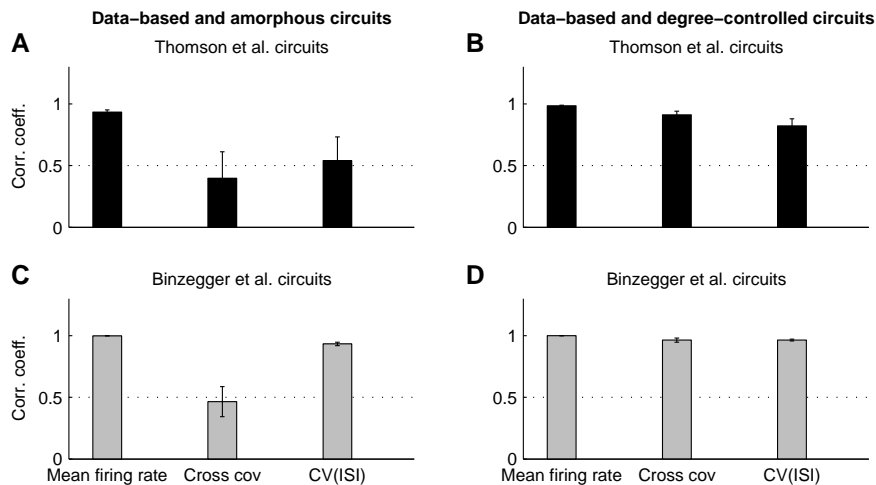 Data–based and amorphous circuits
A
Thomson et al. circuits
Corr. coeff.
1
0.5
0
Data–based and degree–controlled circuits
B
Thomson et al. circuits
1
0.5
0
C
Binzegger et al. circuits
Corr. coeff.
1
0.5
0
Mean firing rate Cross cov CV(ISI)
D
Binzegger et al. circuits
1
0.5
0
Mean firing rate Cross cov CV(ISI)